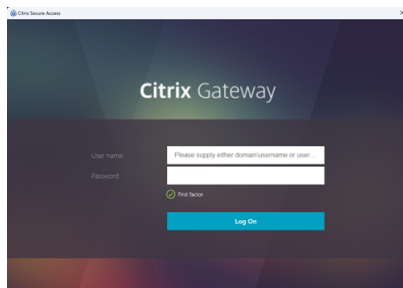 Citrix Secure Access
Citrix Gateway
User name:
Please supply either domain\username or user...
Password:
First factor
Log On